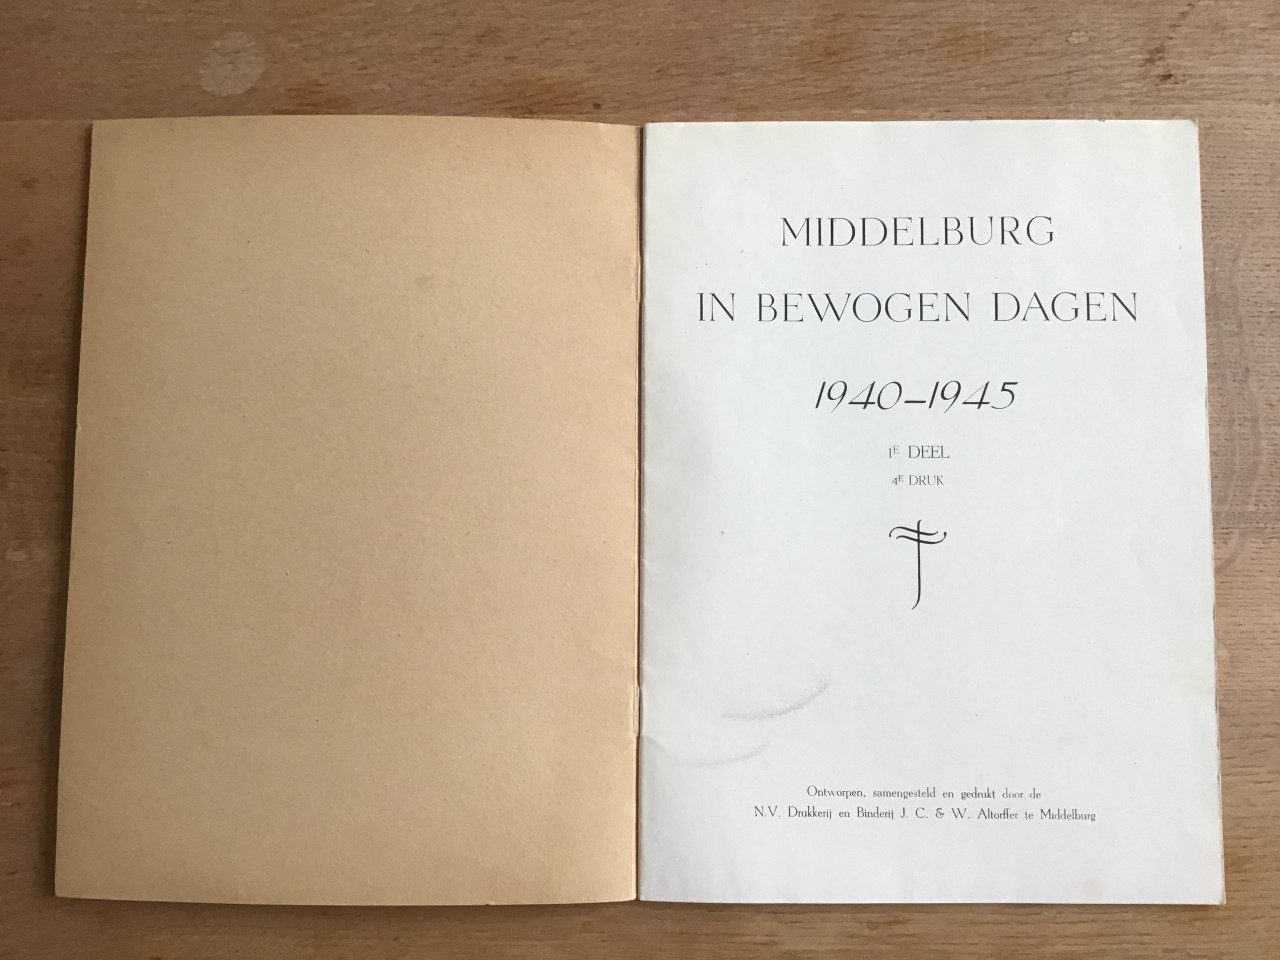 MIDDELBURG
IN BEWOGEN DAGEN
1940–1945
1E DEEL
4E DRUK
Ontworpen, samengesteld en gedrukt door de
N.V. Drukkerij en Binderij J. C. & W. Altorffer te Middelburg